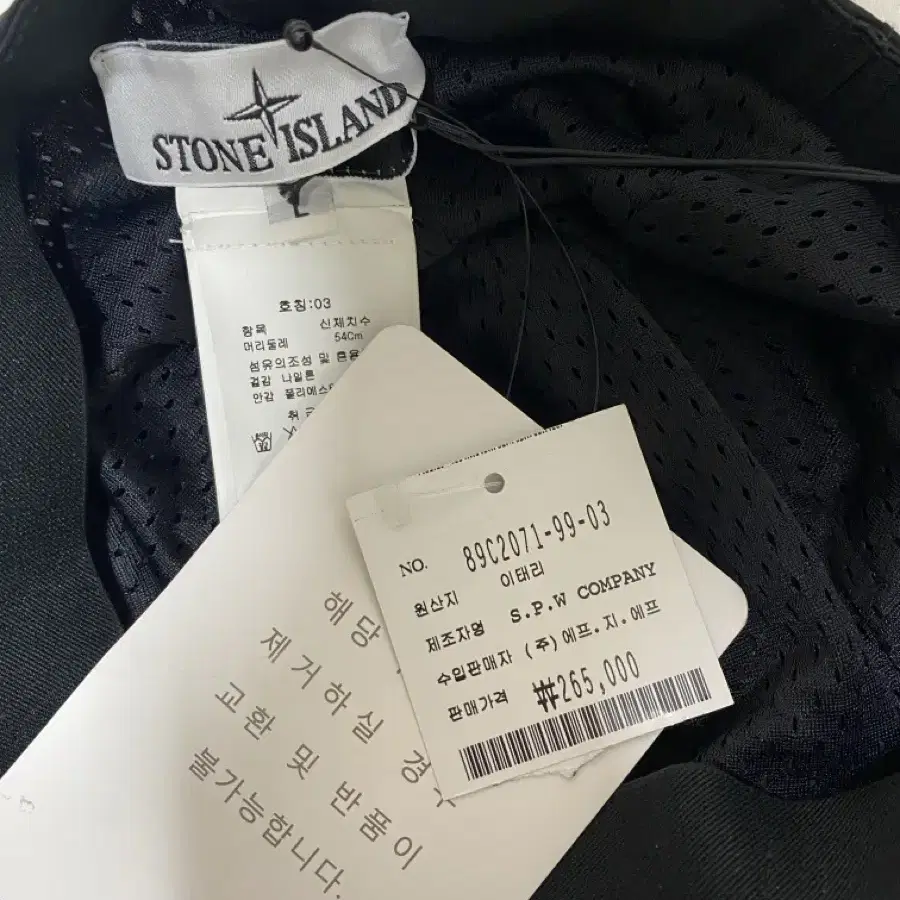 STONE ISLAND
L
호칭:03
항목 신제치수
머리둘레 54Cm
섬유의조성 및 혼용
겉감 나일론
안감 폴리에스
취
NO. 89C2071-99-03
원산지 이태리
제조자명 S.P.W COMPANY
수입판매자 (주)에프.지.에프
판매가격 ₩265,000
해당
제거하실 경우
교환 및 반품이
불가능합니다.